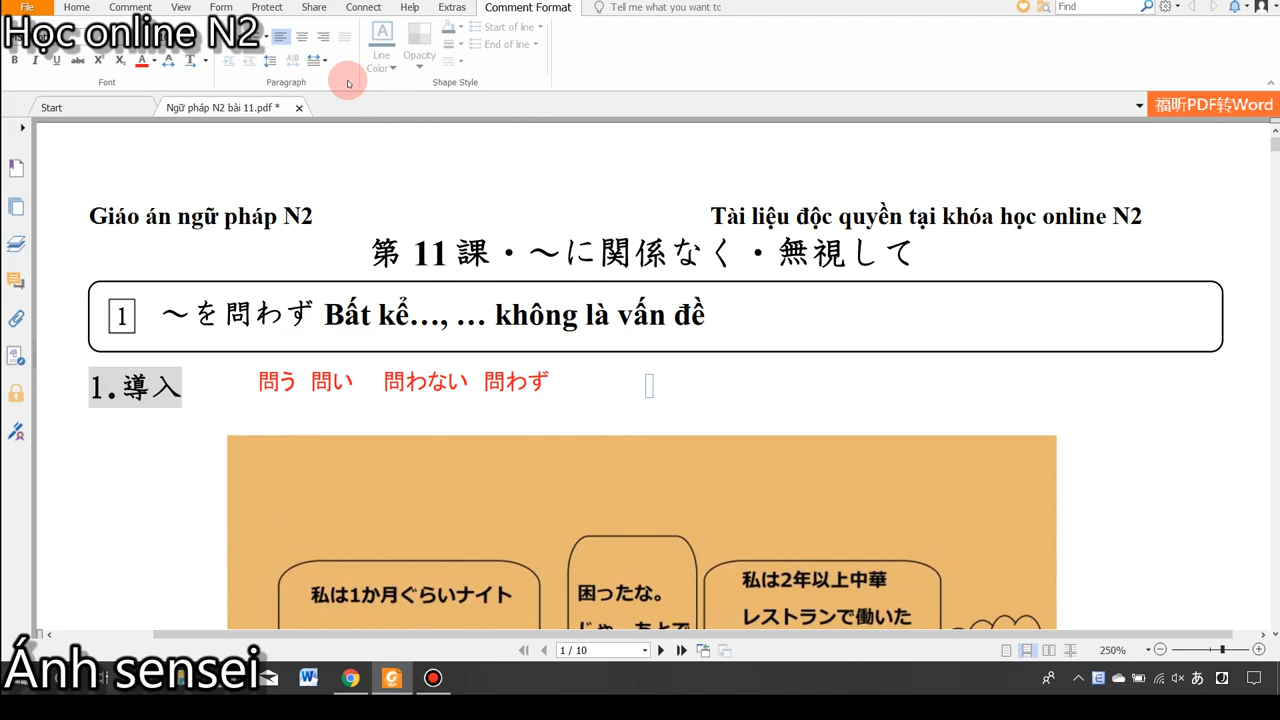 File Home Comment View Form Protect Share Connect Help Extras Comment Format Tell me what you want to Find
Học online N2
Start of line
End of line
Line Color
Opacity
Font Paragraph Shape Style
Start Ngữ pháp N2 bài 11.pdf * 福昕PDF转Word
Giáo án ngữ pháp N2 Tài liệu độc quyền tại khóa học online N2
第 11 課・～に関係なく・無視して
1 ～を問わず Bất kể…, … không là vấn đề
1.導入 問う 問い 問わない 問わず
私は1か月ぐらいナイト
困ったな。
私は2年以上中華
レストランで働いた
1 / 10 250%
Ánh sensei